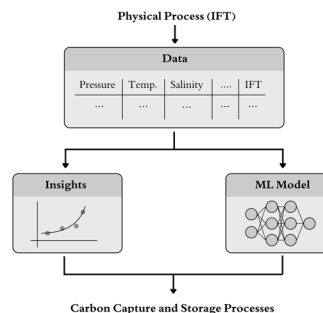 Physical Process (IFT)
Data
Pressure Temp. Salinity .... IFT
... ... ... ... ...
Insights ML Model
Carbon Capture and Storage Processes